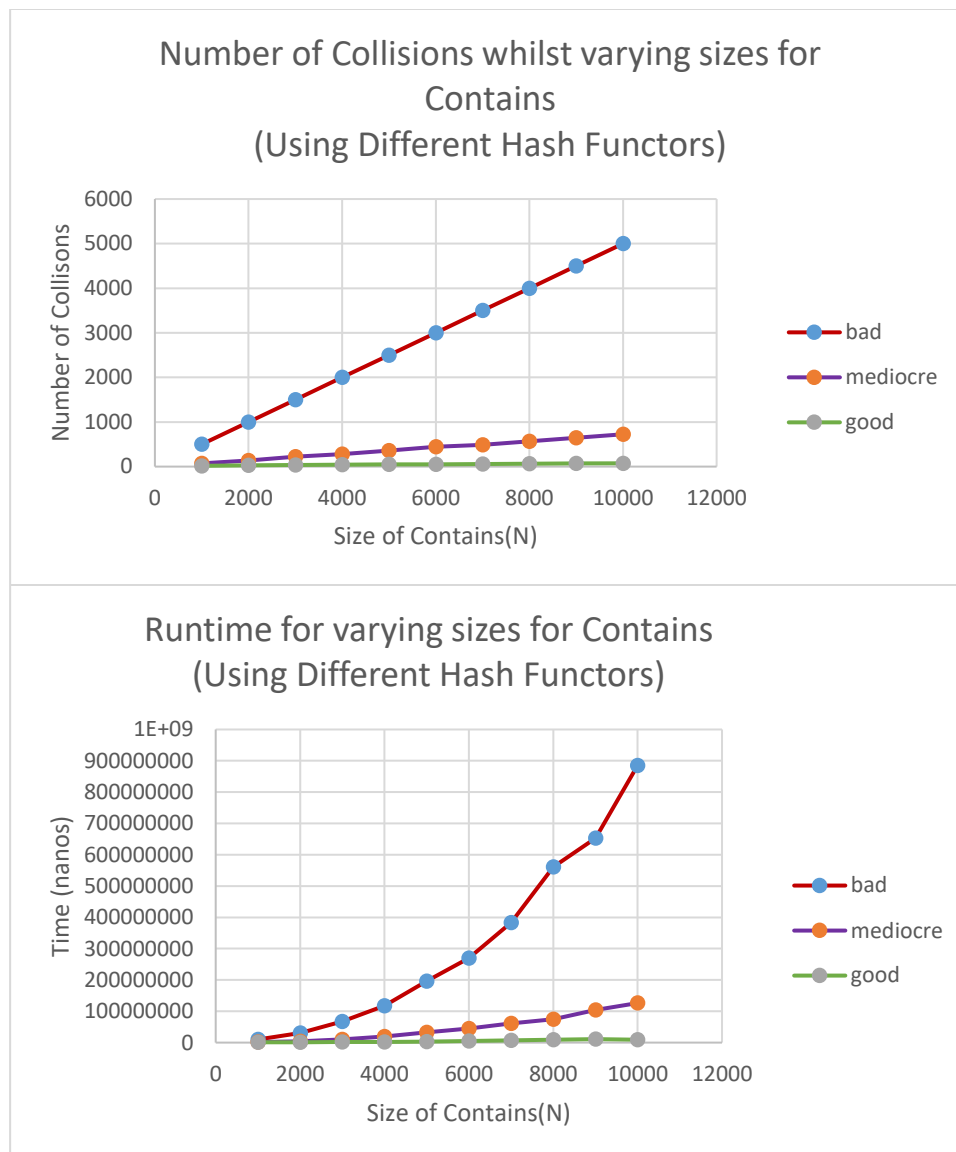 Number of Collisions whilst varying sizes for
Contains
(Using Different Hash Functors)
6000
5000
4000
3000
2000
1000
0
0 2000 4000 6000 8000 10000 12000
Number of Collisons
Size of Contains(N)
bad
mediocre
good
Runtime for varying sizes for Contains
(Using Different Hash Functors)
1E+09
900000000
800000000
700000000
600000000
500000000
400000000
300000000
200000000
100000000
0
0 2000 4000 6000 8000 10000 12000
Time (nanos)
Size of Contains(N)
bad
mediocre
good